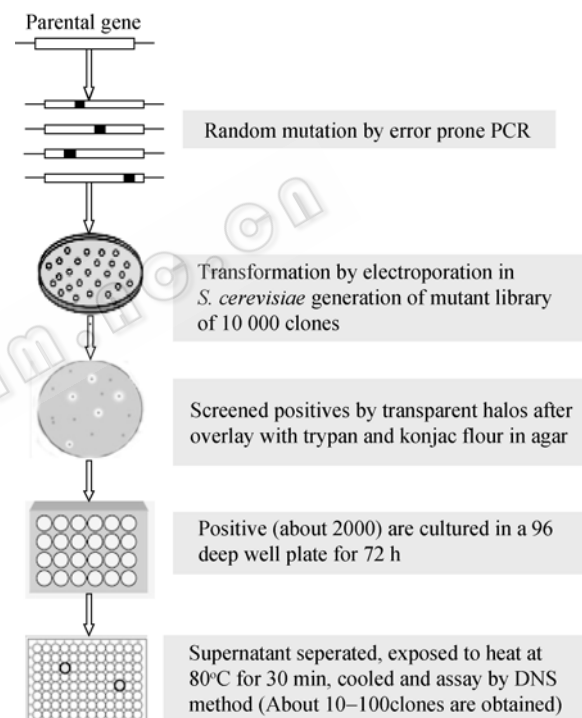 Parental gene
Random mutation by error prone PCR
Transformation by electroporation in
S. cerevisiae generation of mutant library
of 10 000 clones
Screened positives by transparent halos after
overlay with trypan and konjac flour in agar
Positive (about 2000) are cultured in a 96
deep well plate for 72 h
Supernatant seperated, exposed to heat at
80°C for 30 min, cooled and assay by DNS
method (About 10–100clones are obtained)